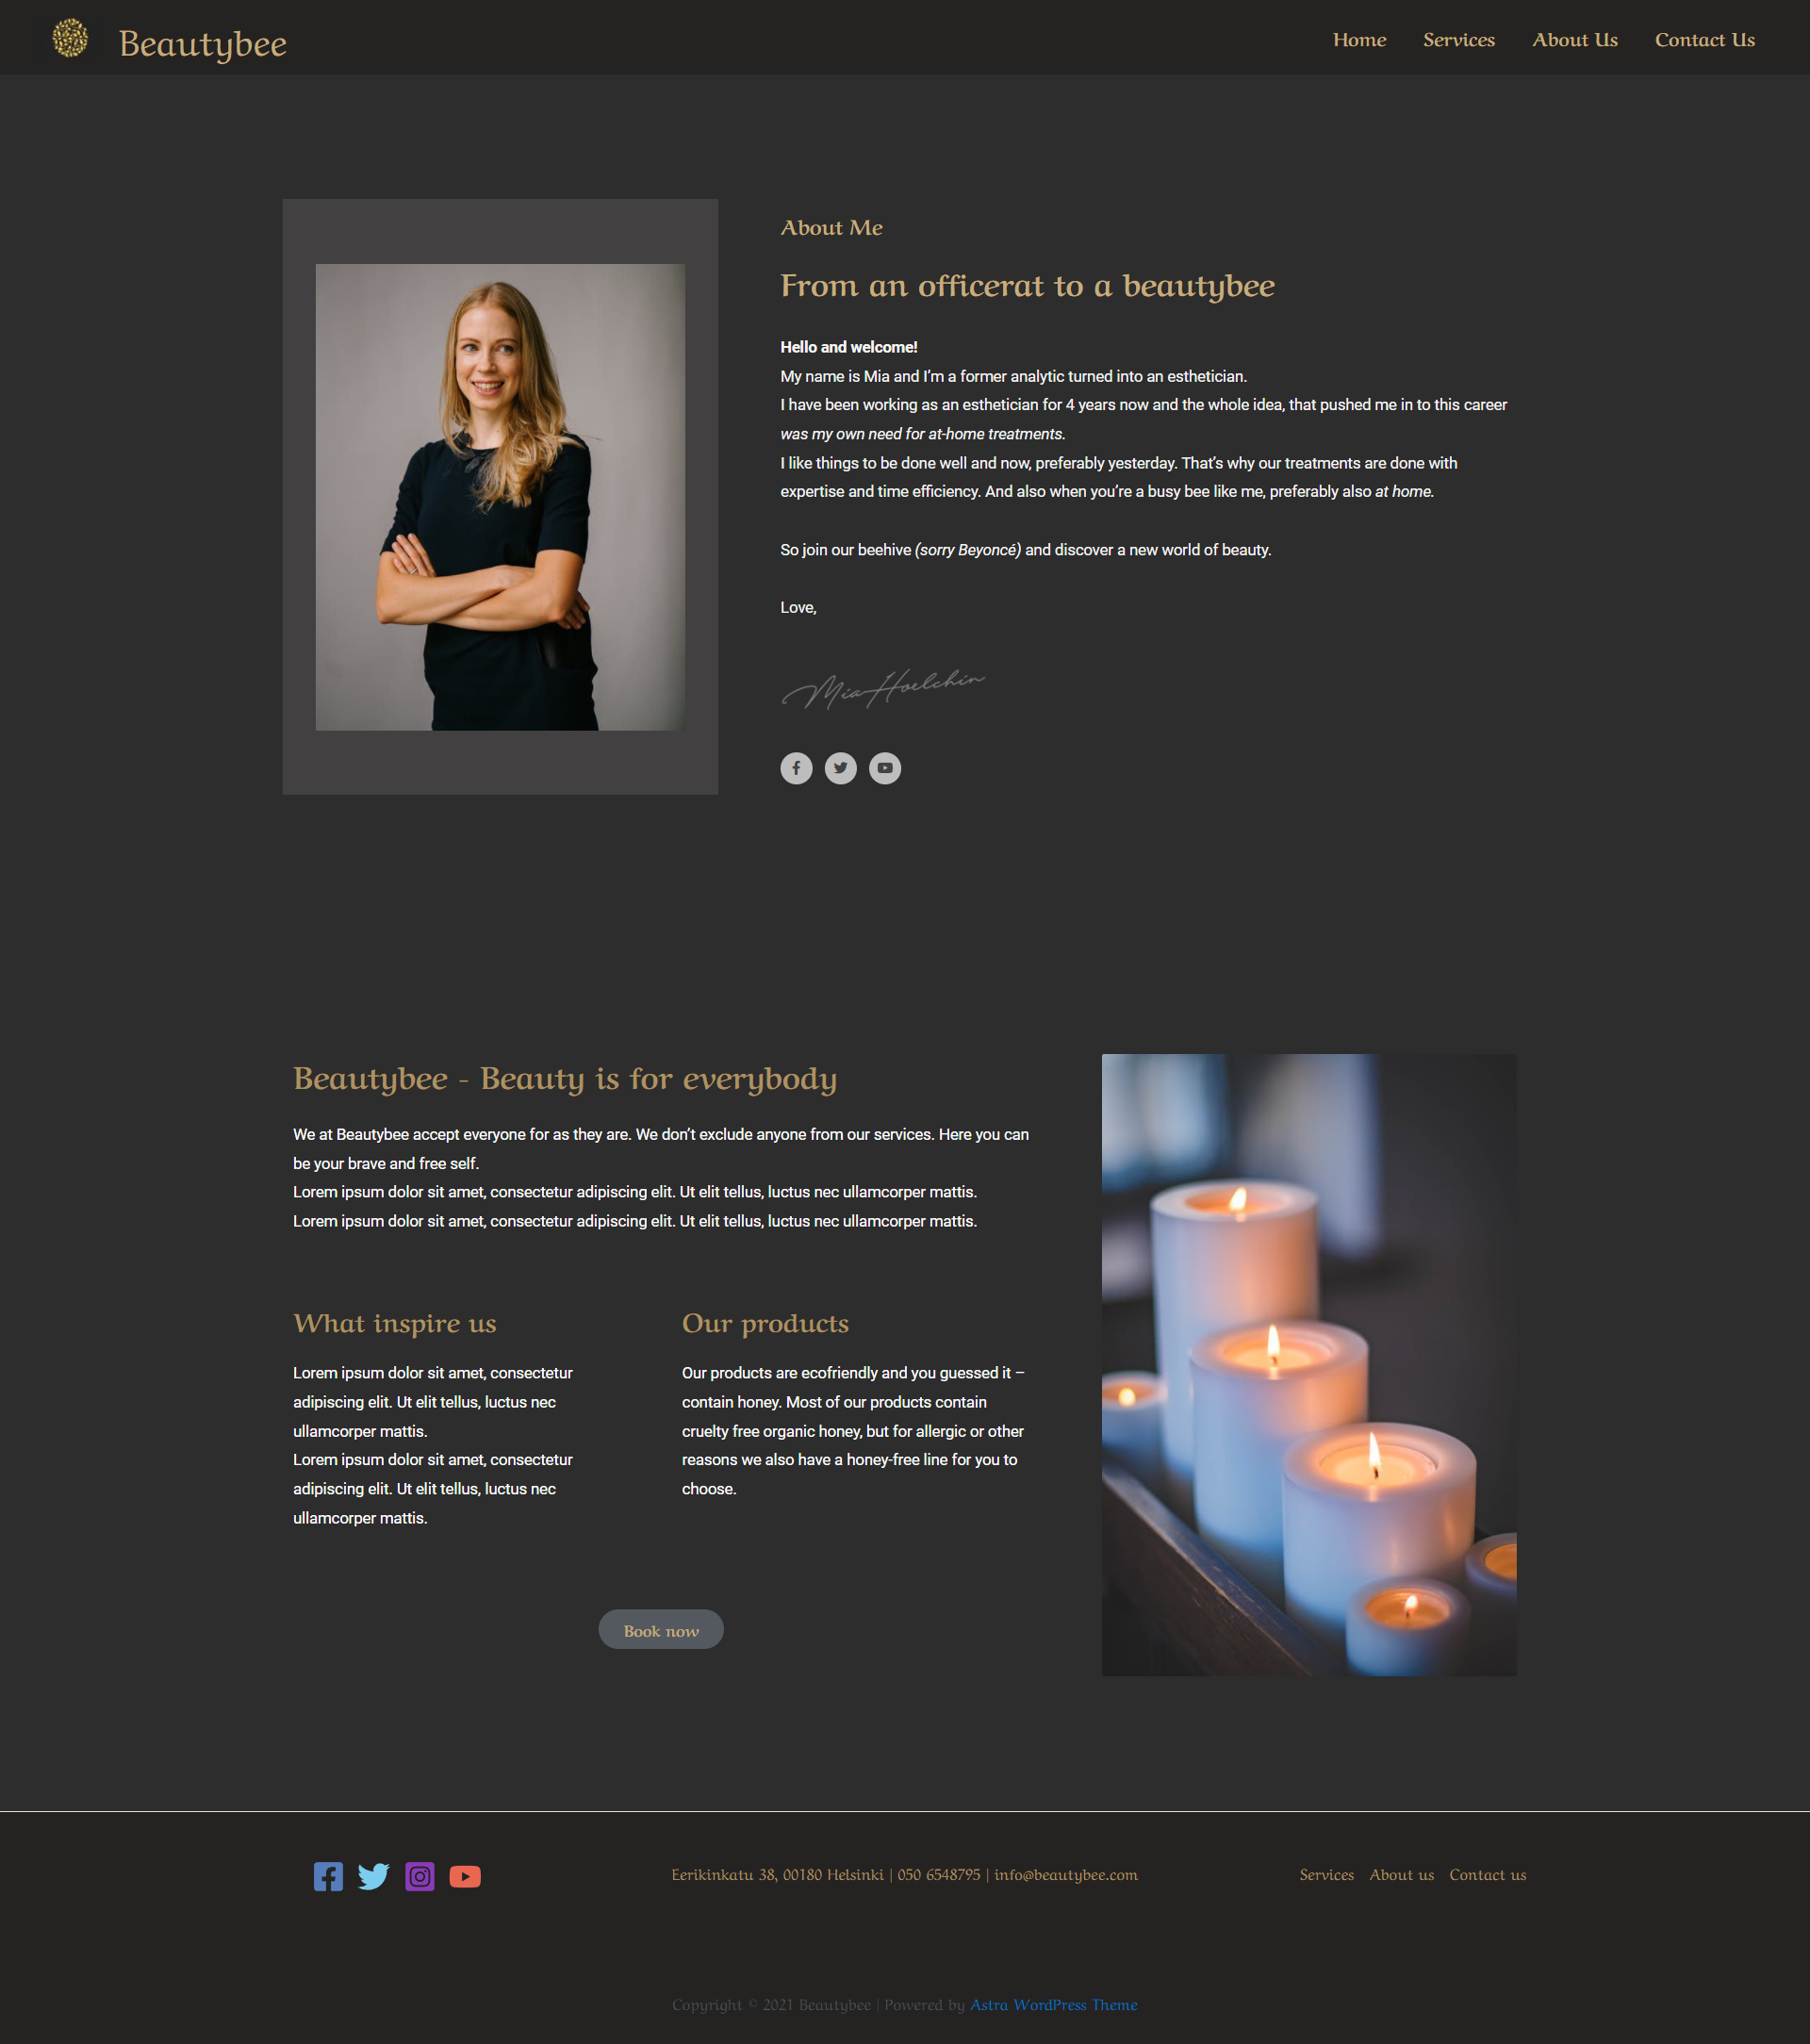 Beautybee
Home Services About Us Contact Us
About Me
From an officerat to a beautybee
Hello and welcome!
My name is Mia and I’m a former analytic turned into an esthetician.
I have been working as an esthetician for 4 years now and the whole idea, that pushed me in to this career
was my own need for at-home treatments.
I like things to be done well and now, preferably yesterday. That’s why our treatments are done with
expertise and time efficiency. And also when you’re a busy bee like me, preferably also at home.
So join our beehive (sorry Beyoncé) and discover a new world of beauty.
Love,
Mia Hoelchin
Beautybee - Beauty is for everybody
We at Beautybee accept everyone for as they are. We don’t exclude anyone from our services. Here you can
be your brave and free self.
Lorem ipsum dolor sit amet, consectetur adipiscing elit. Ut elit tellus, luctus nec ullamcorper mattis.
Lorem ipsum dolor sit amet, consectetur adipiscing elit. Ut elit tellus, luctus nec ullamcorper mattis.
What inspire us
Lorem ipsum dolor sit amet, consectetur
adipiscing elit. Ut elit tellus, luctus nec
ullamcorper mattis.
Lorem ipsum dolor sit amet, consectetur
adipiscing elit. Ut elit tellus, luctus nec
ullamcorper mattis.
Our products
Our products are ecofriendly and you guessed it –
contain honey. Most of our products contain
cruelty free organic honey, but for allergic or other
reasons we also have a honey-free line for you to
choose.
Book now
Eerikinkatu 38, 00180 Helsinki | 050 6548795 | info@beautybee.com
Services About us Contact us
Copyright © 2021 Beautybee | Powered by Astra WordPress Theme